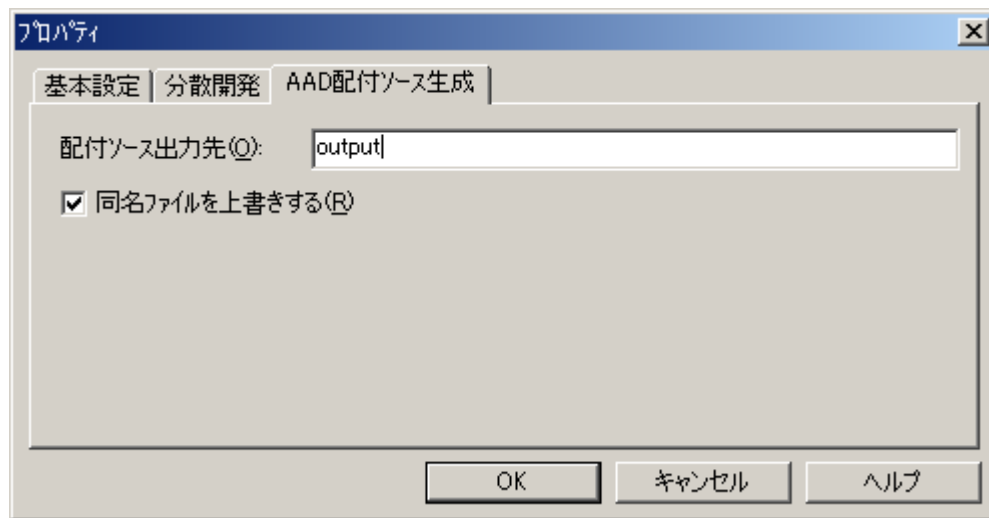 ﾌﾟﾛﾊﾟﾃｨ
基本設定 分散開発 AAD配付ｿｰｽ生成
配付ｿｰｽ出力先(O): output
同名ﾌｧｲﾙを上書きする(R)
OK キャンセル ヘルプ